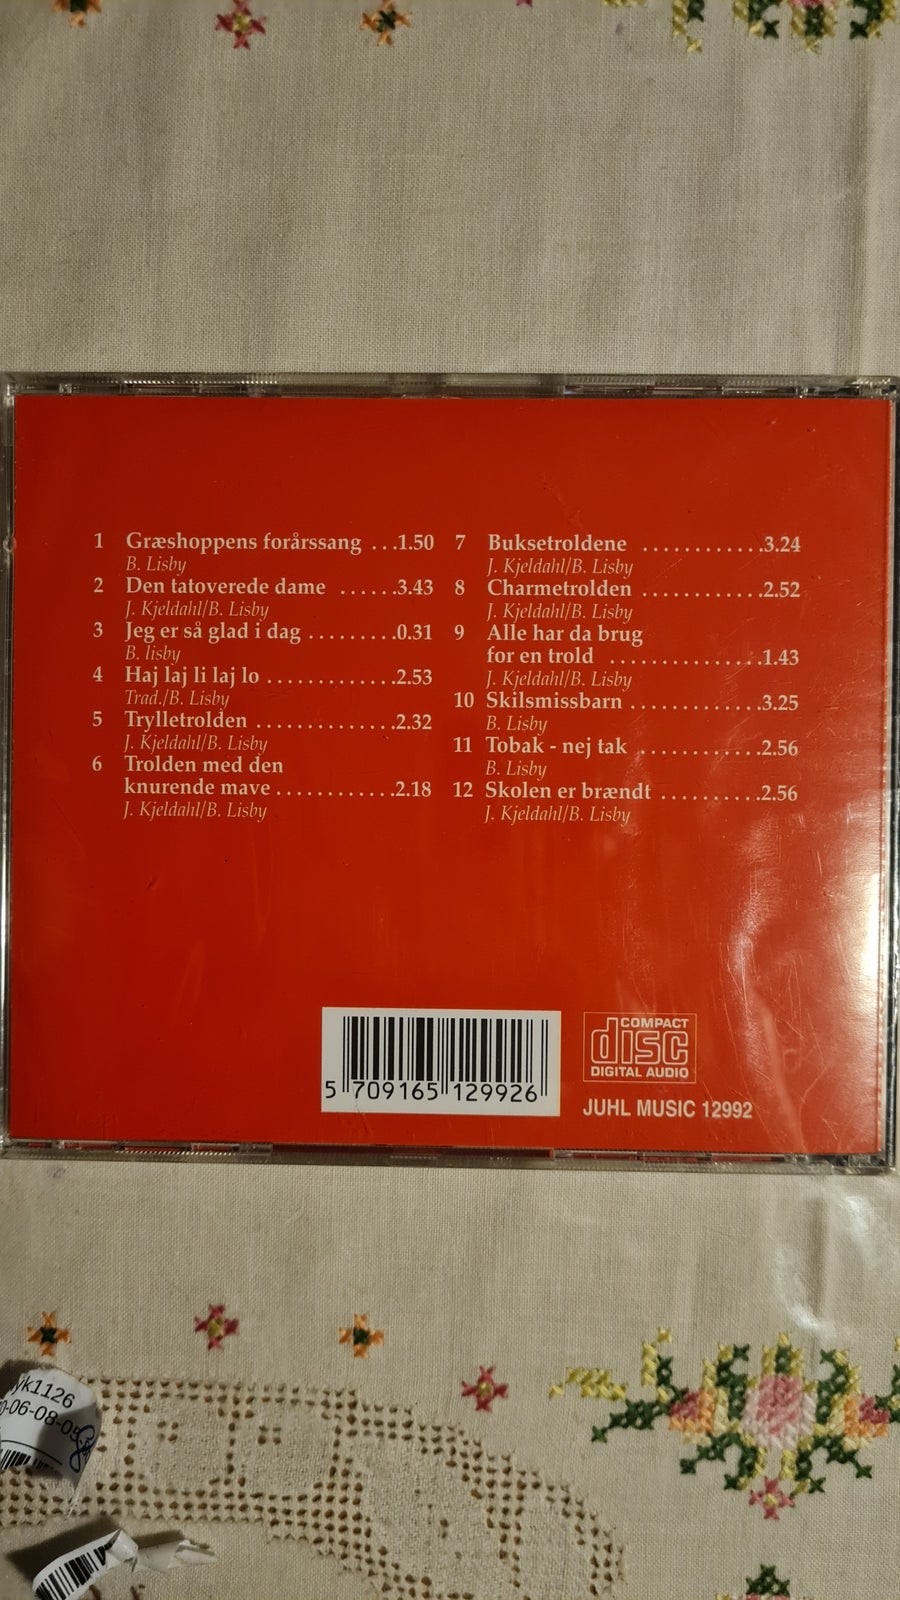 1 Græshoppens forårssang ...1.50
B. Lisby
2 Den tatoverede dame ......3.43
J. Kjeldahl/B. Lisby
3 Jeg er så glad i dag .........0.31
B. lisby
4 Haj laj li laj lo .............2.53
Trad./B. Lisby
5 Trylletrolden ..............2.32
J. Kjeldahl/B. Lisby
6 Trolden med den
knurende mave ............2.18
J. Kjeldahl/B. Lisby
7 Buksetroldene ............3.24
J. Kjeldahl/B. Lisby
8 Charmetrolden ............2.52
J. Kjeldahl/B. Lisby
9 Alle har da brug
for en trold ...............1.43
J. Kjeldahl/B. Lisby
10 Skilsmissbarn .............3.25
B. Lisby
11 Tobak - nej tak ............2.56
B. Lisby
12 Skolen er brændt ..........2.56
J. Kjeldahl/B. Lisby
5 709165 129926
COMPACT
disc
DIGITAL AUDIO
JUHL MUSIC 12992
yk1126
-06-08-05